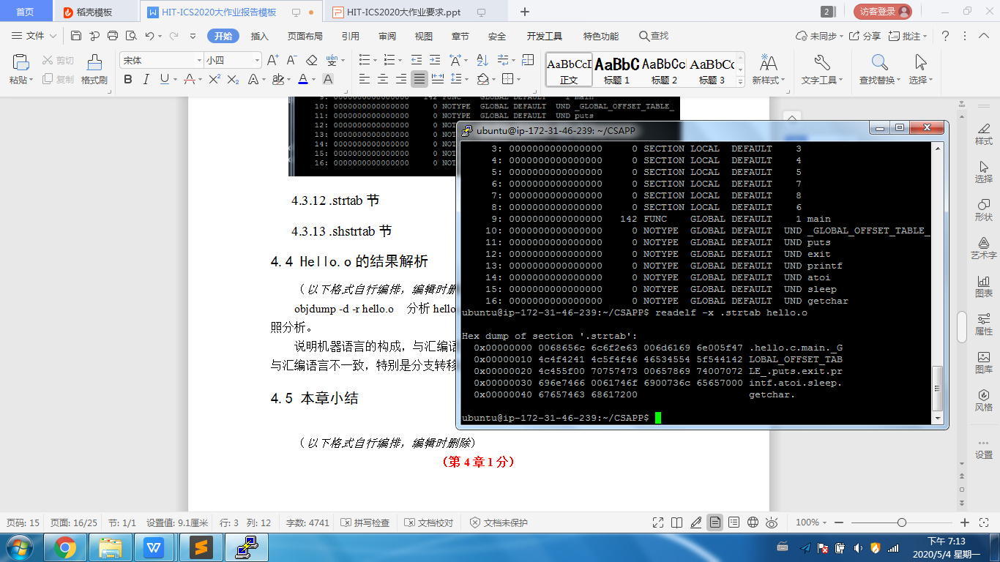 首页
稻壳模板
HIT-ICS2020大作业报告模板
HIT-ICS2020大作业要求.ppt
2
访客登录
文件
开始
插入
页面布局
引用
审阅
视图
章节
安全
开发工具
特色功能
查找
未同步
分享
批注
粘贴
剪切
复制
格式刷
宋体
小四
AaBbCcD
正文
AaBbC
标题 1
AaBbCc
标题 2
AaBbCc
标题 3
新样式
文字工具
查找替换
选择
9: 0000000000000000 142 FUNC GLOBAL DEFAULT 1 main
10: 0000000000000000 0 NOTYPE GLOBAL DEFAULT UND _GLOBAL_OFFSET_TABLE_
11: 0000000000000000 0 NOTYPE GLOBAL DEFAULT UND puts
12: 0000000000000000 0 NOT
13: 0000000000000000 0 NOT
14: 0000000000000000 0 NOT
15: 0000000000000000 0 NOT
16: 0000000000000000 0 NOT
4.3.12 .strtab 节
4.3.13 .shstrtab 节
4.4 Hello.o 的结果解析
（以下格式自行编排，编辑时删
objdump -d -r hello.o 分析 hello
照分析。
说明机器语言的构成，与汇编语
与汇编语言不一致，特别是分支转移
4.5 本章小结
（以下格式自行编排，编辑时删除）
（第 4 章 1 分）
ubuntu@ip-172-31-46-239: ~/CSAPP
3: 0000000000000000 0 SECTION LOCAL DEFAULT 3
4: 0000000000000000 0 SECTION LOCAL DEFAULT 4
5: 0000000000000000 0 SECTION LOCAL DEFAULT 5
6: 0000000000000000 0 SECTION LOCAL DEFAULT 7
7: 0000000000000000 0 SECTION LOCAL DEFAULT 8
8: 0000000000000000 0 SECTION LOCAL DEFAULT 6
9: 0000000000000000 142 FUNC GLOBAL DEFAULT 1 main
10: 0000000000000000 0 NOTYPE GLOBAL DEFAULT UND _GLOBAL_OFFSET_TABLE_
11: 0000000000000000 0 NOTYPE GLOBAL DEFAULT UND puts
12: 0000000000000000 0 NOTYPE GLOBAL DEFAULT UND exit
13: 0000000000000000 0 NOTYPE GLOBAL DEFAULT UND printf
14: 0000000000000000 0 NOTYPE GLOBAL DEFAULT UND atoi
15: 0000000000000000 0 NOTYPE GLOBAL DEFAULT UND sleep
16: 0000000000000000 0 NOTYPE GLOBAL DEFAULT UND getchar
ubuntu@ip-172-31-46-239:~/CSAPP$ readelf -x .strtab hello.o
Hex dump of section '.strtab':
0x00000000 0068656c 6c6f2e63 006d6169 6e005f47 .hello.c.main._G
0x00000010 4c4f4241 4c5f4f46 46534554 5f544142 LOBAL_OFFSET_TAB
0x00000020 4c455f00 70757473 00657869 74007072 LE_.puts.exit.pr
0x00000030 696e7466 0061746f 6900736c 65657000 intf.atoi.sleep.
0x00000040 67657463 68617200 getchar.
ubuntu@ip-172-31-46-239:~/CSAPP$
样式
选择
形状
艺术字
图表
属性
图库
风格
设置
页码: 15
页面: 16/25
节: 1/1
设置值: 9.1厘米
行: 3
列: 12
字数: 4741
拼写检查
文档校对
文档未保护
100%
下午 7:13
2020/5/4 星期一